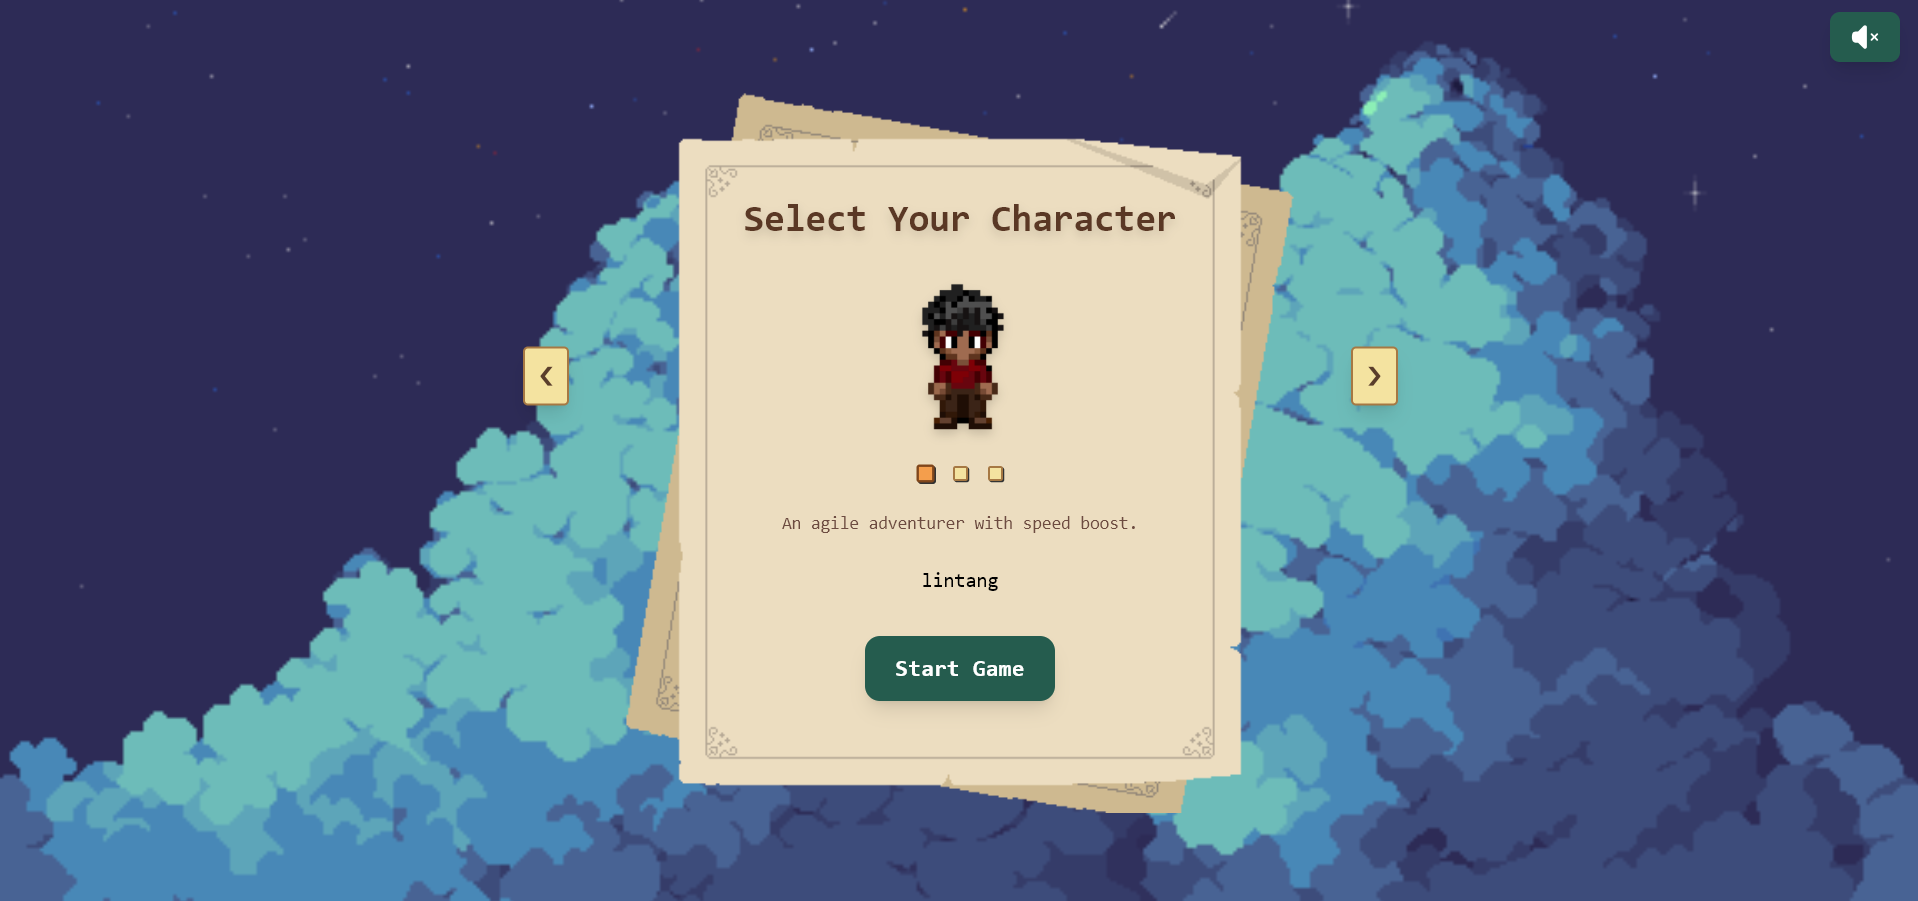 Select Your Character
An agile adventurer with speed boost.
lintang
Start Game